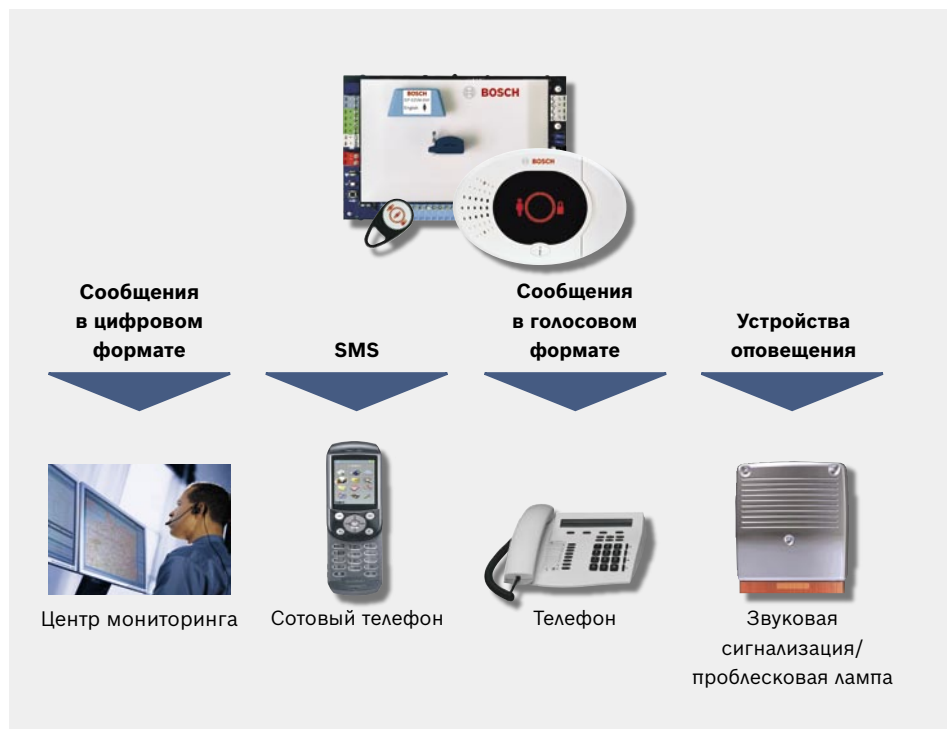 BOSCH
BOSCH
English
BOSCH
Сообщения
в цифровом
формате
SMS
Сообщения
в голосовом
формате
Устройства
оповещения
Центр мониторинга
Сотовый телефон
Телефон
Звуковая
сигнализация/
проблесковая лампа